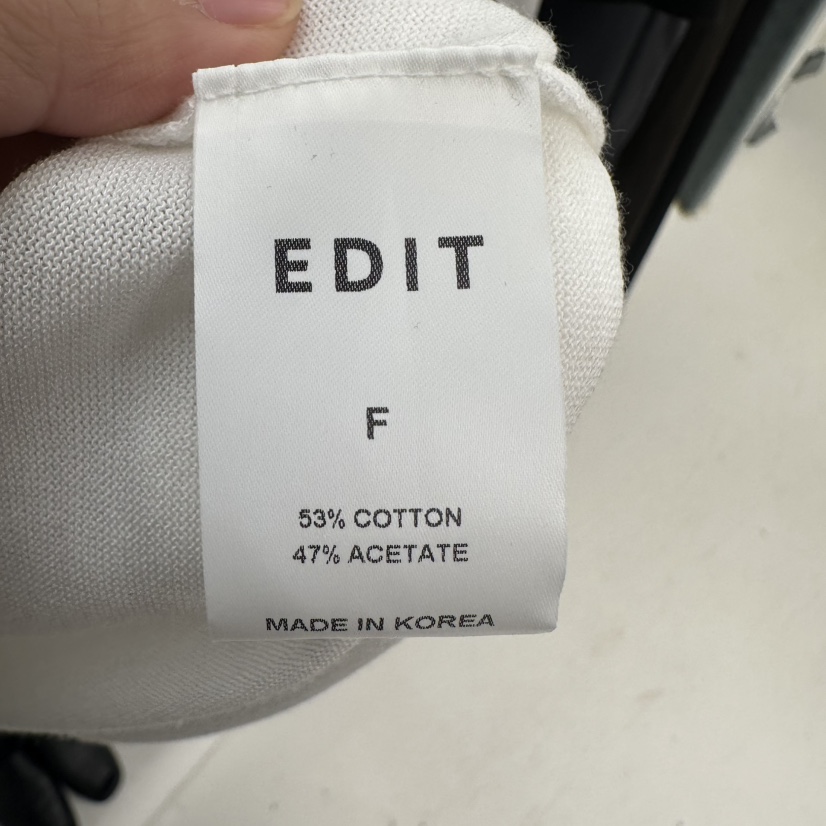 EDIT
F
53% COTTON
47% ACETATE
MADE IN KOREA